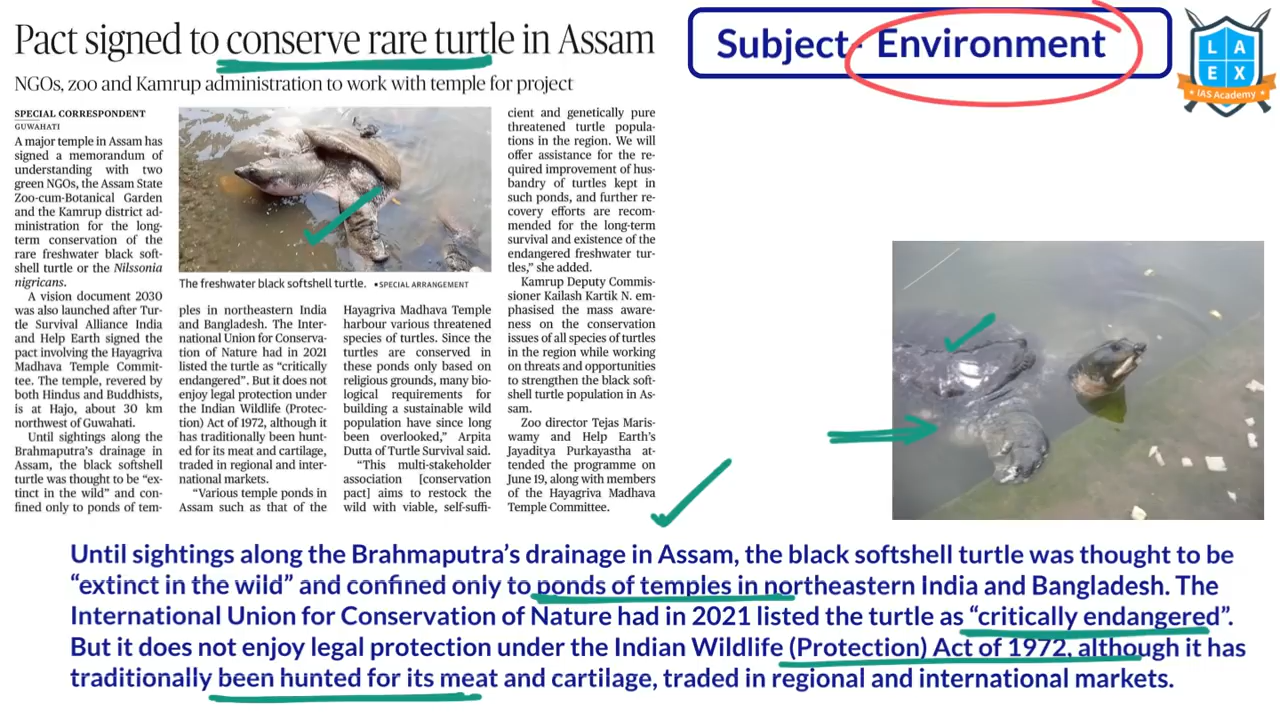 Pact signed to conserve rare turtle in Assam
NGOs, zoo and Kamrup administration to work with temple for project
SPECIAL CORRESPONDENT
GUWAHATI
A major temple in Assam has
signed a memorandum of
understanding with two
green NGOs, the Assam State
Zoo-cum-Botanical Garden
and the Kamrup district ad-
ministration for the long-
term conservation of the
rare freshwater black soft-
shell turtle or the Nilssonia
nigricans.
A vision document 2030
was also launched after Tur-
tle Survival Alliance India
and Help Earth signed the
pact involving the Hayagriva
Madhava Temple Commit-
tee. The temple, revered by
both Hindus and Buddhists,
is at Hajo, about 30 km
northwest of Guwahati.
Until sightings along the
Brahmaputra's drainage in
Assam, the black softshell
turtle was thought to be "ex-
tinct in the wild" and con-
fined only to ponds of tem-
The freshwater black softshell turtle. •SPECIAL ARRANGEMENT
ples in northeastern India
and Bangladesh. The Inter-
national Union for Conserva-
tion of Nature had in 2021
listed the turtle as "critically
endangered". But it does not
enjoy legal protection under
the Indian Wildlife (Protec-
tion) Act of 1972, although it
has traditionally been hunt-
ed for its meat and cartilage,
traded in regional and inter-
national markets.
"Various temple ponds in
Assam such as that of the
Hayagriva Madhava Temple
harbour various threatened
species of turtles. Since the
turtles are conserved in
these ponds only based on
religious grounds, many bio-
logical requirements for
building a sustainable wild
population have since long
been overlooked," Arpita
Dutta of Turtle Survival said.
"This multi-stakeholder
association [conservation
pact] aims to restock the
wild with viable, self-suffi-
cient and genetically pure
threatened turtle popula-
tions in the region. We will
offer assistance for the re-
quired improvement of hus-
bandry of turtles kept in
such ponds, and further re-
covery efforts are recom-
mended for the long-term
survival and existence of the
endangered freshwater tur-
tles," she added.
Kamrup Deputy Commis-
sioner Kailash Kartik N. em-
phasised the mass aware-
ness on the conservation
issues of all species of turtles
in the region while working
on threats and opportunities
to strengthen the black soft-
shell turtle population in As-
sam.
Zoo director Tejas Maris-
wamy and Help Earth's
Jayaditya Purkayastha at-
tended the programme on
June 19, along with members
of the Hayagriva Madhava
Temple Committee.
Subject- Environment
L A
E X
IAS Academy
Until sightings along the Brahmaputra's drainage in Assam, the black softshell turtle was thought to be
"extinct in the wild" and confined only to ponds of temples in northeastern India and Bangladesh. The
International Union for Conservation of Nature had in 2021 listed the turtle as "critically endangered".
But it does not enjoy legal protection under the Indian Wildlife (Protection) Act of 1972, although it has
traditionally been hunted for its meat and cartilage, traded in regional and international markets.